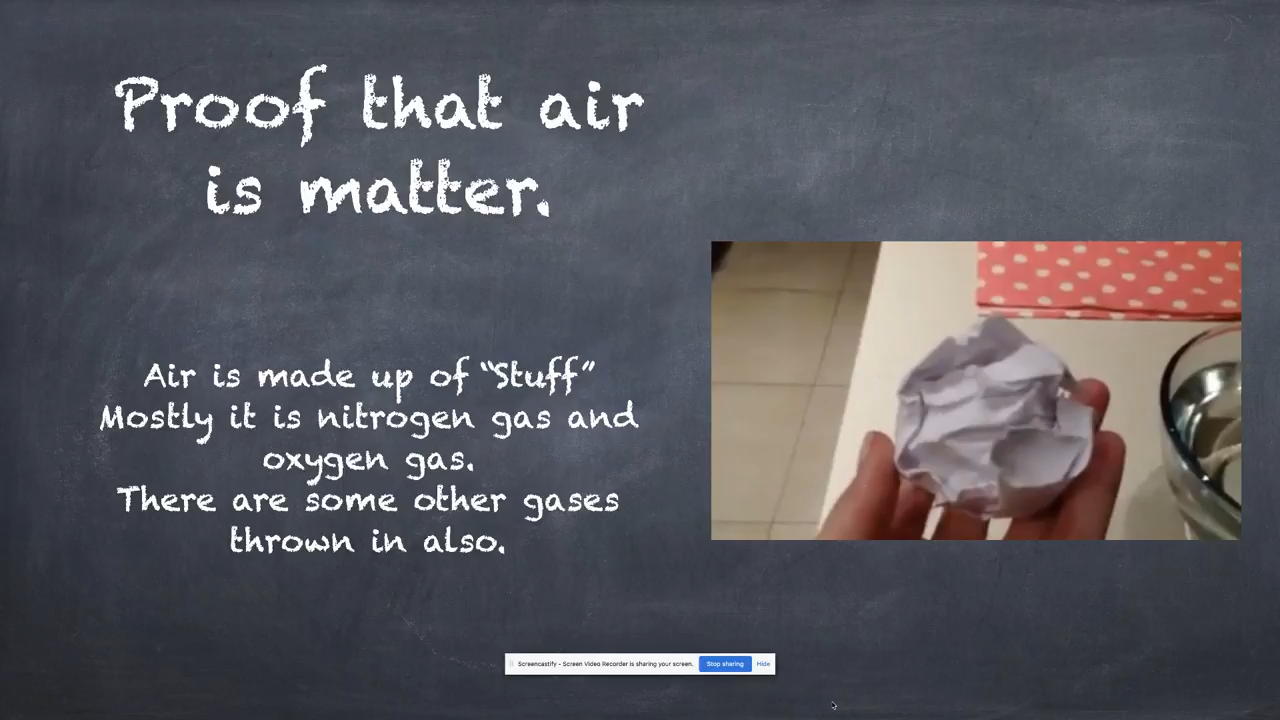 Proof that air
is matter.
Air is made up of “Stuff”
Mostly it is nitrogen gas and
oxygen gas.
There are some other gases
thrown in also.
Screencastify - Screen Video Recorder is sharing your screen. Stop sharing Hide